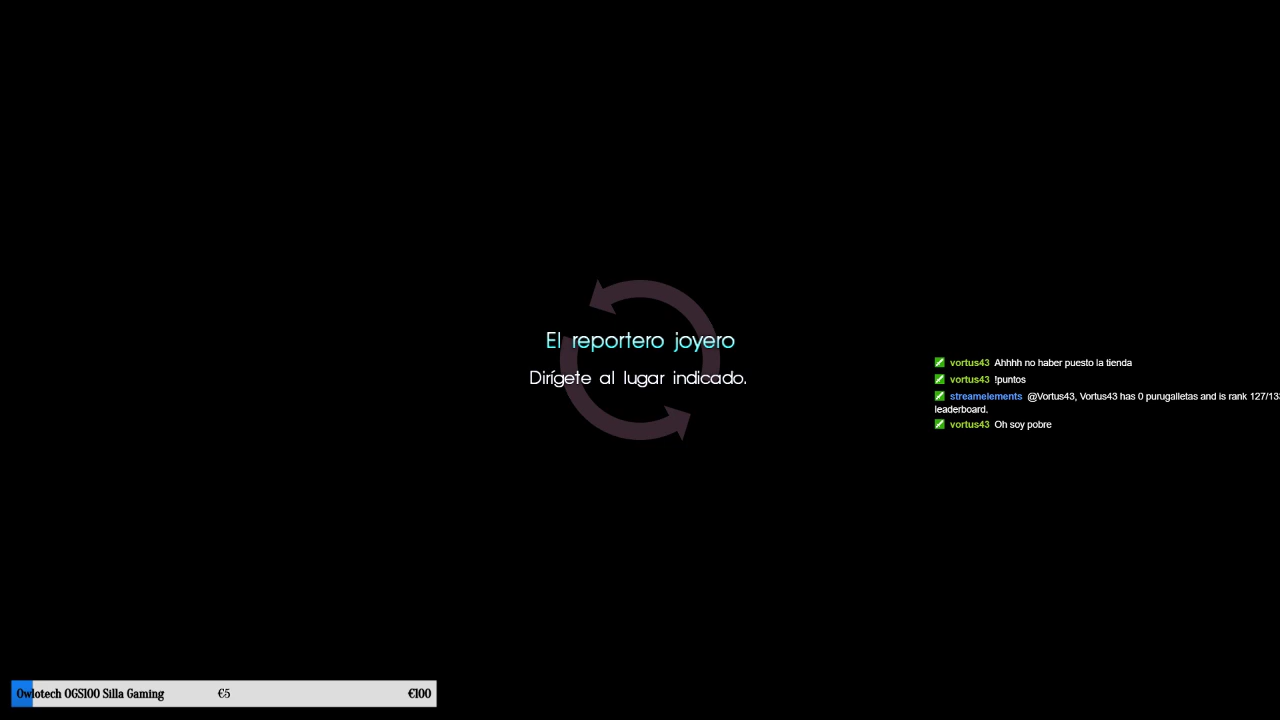 El reportero joyero
Dirígete al lugar indicado.
vortus43 Ahhhh no haber puesto la tienda
vortus43 !puntos
streamelements @Vortus43, Vortus43 has 0 purugalletas and is rank 127/133
leaderboard.
vortus43 Oh soy pobre
Owlotech OGS100 Silla Gaming €5 €100